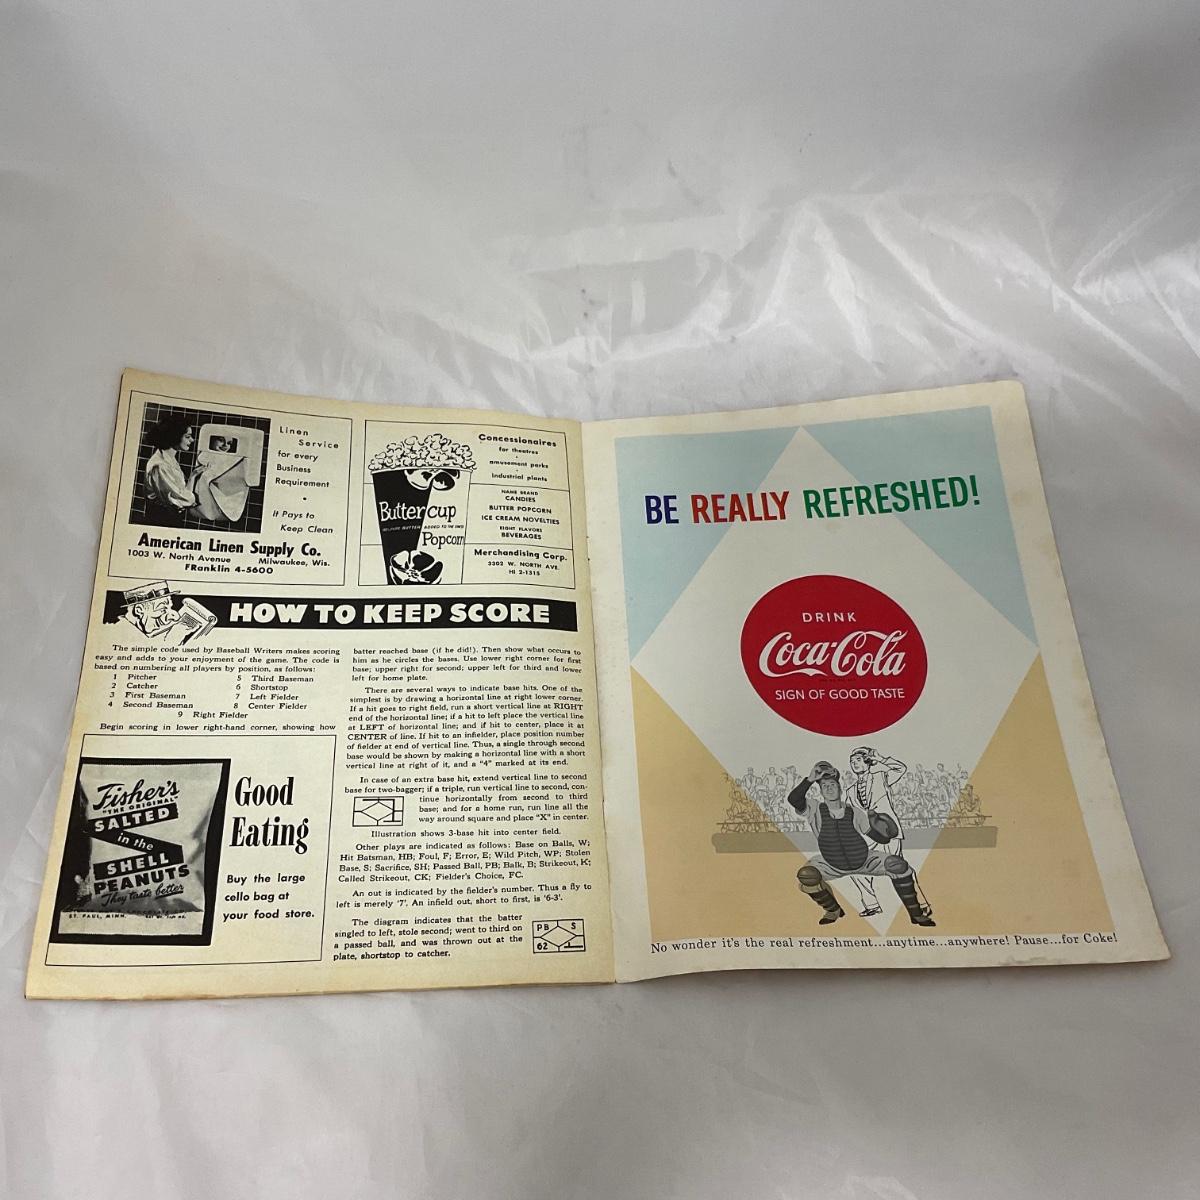 Linen
Service
for every
Business
Requirement
•
It Pays to
Keep Clean
American Linen Supply Co.
1003 W. North Avenue Milwaukee, Wis.
FRanklin 4-5600
Buttercup
ADDED TO THE
Popcorn
Concessionaires
for theatres
•
amusement parks
•
industrial plants
NAME BRAND
CANDIES
BUTTER POPCORN
ICE CREAM NOVELTIES
EIGHT FLAVORS
BEVERAGES
Merchandising Corp.
3302 W. NORTH AVE.
HI 2-1315
HOW TO KEEP SCORE
The simple code used by Baseball Writers makes scoring
easy and adds to your enjoyment of the game. The code is
based on numbering all players by position, as follows:
1 Pitcher 5 Third Baseman
2 Catcher 6 Shortstop
3 First Baseman 7 Left Fielder
4 Second Baseman 8 Center Fielder
9 Right Fielder
Begin scoring in lower right-hand corner, showing how
batter reached base (if he did!). Then show what occurs to
him as he circles the bases. Use lower right corner for first
base; upper right for second; upper left for third and lower
left for home plate.
There are several ways to indicate base hits. One of the
simplest is by drawing a horizontal line at right lower corner.
If a hit goes to right field, run a short vertical line at RIGHT
end of the horizontal line; if a hit to left place the vertical line
at LEFT of horizontal line; and if hit to center, place it at
CENTER of line. If hit to an infielder, place position number
of fielder at end of vertical line. Thus, a single through second
base would be shown by making a horizontal line with a short
vertical line at right of it, and a "4" marked at its end.
In case of an extra base hit, extend vertical line to second
base for two-bagger; if a triple, run vertical line to second, con-
tinue horizontally from second to third
base; and for a home run, run line all the
way around square and place "X" in center.
Illustration shows 3-base hit into center field.
Other plays are indicated as follows: Base on Balls, W;
Hit Batsman, HB; Foul, F; Error, E; Wild Pitch, WP; Stolen
Base, S; Sacrifice, SH; Passed Ball, PB; Balk, B; Strikeout, K;
Called Strikeout, CK; Fielder's Choice, FC.
An out is indicated by the fielder's number. Thus a fly to
left is merely '7'. An infield out, short to first, is '6-3'.
The diagram indicates that the batter
singled to left, stole second; went to third on
a passed ball, and was thrown out at the
plate, shortstop to catcher.
PB S
62
Fisher's
"THE ORIGINAL"
SALTED
in the
SHELL
PEANUTS
They taste better
ST. PAUL, MINN.
Good
Eating
Buy the large
cello bag at
your food store.
BE REALLY REFRESHED!
DRINK
Coca-Cola
SIGN OF GOOD TASTE
No wonder it's the real refreshment...anytime...anywhere! Pause...for Coke!